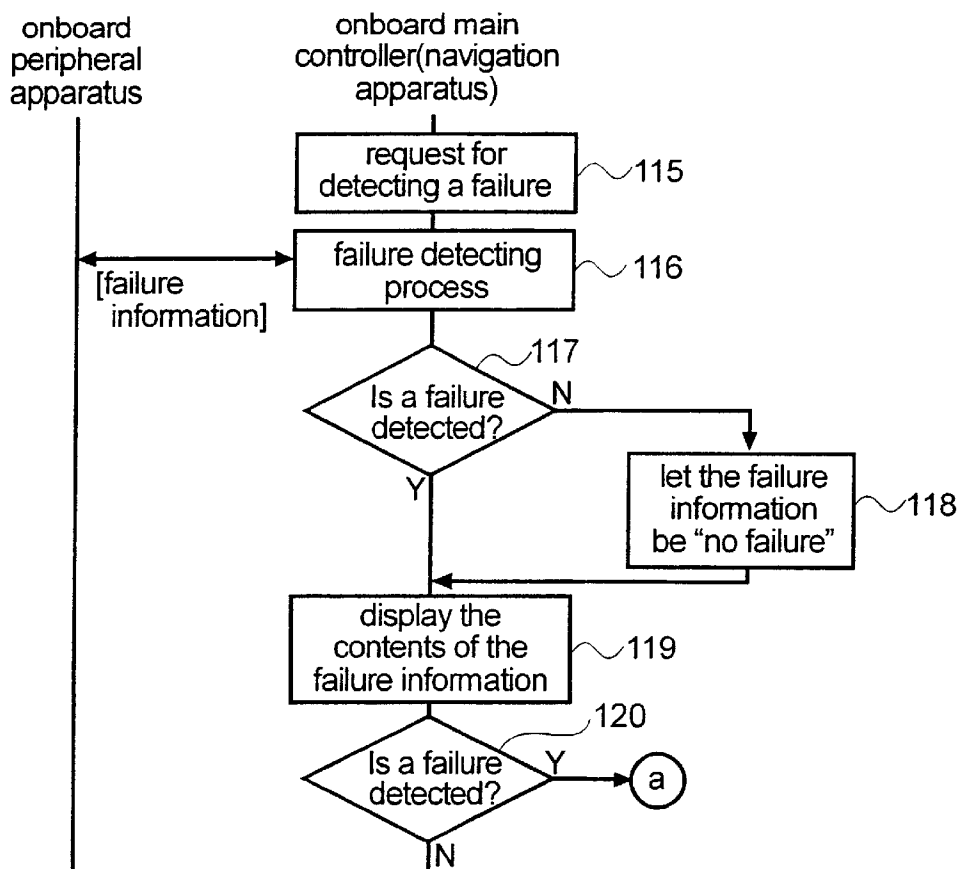 onboard
peripheral
apparatus
onboard main
controller(navigation
apparatus)
request for
detecting a failure
115
failure detecting
process
116
[failure
information]
117
Is a failure
detected?
N
Y
let the failure
information
be “no failure”
118
display the
contents of the
failure information
119
120
Is a failure
detected?
Y
a
N